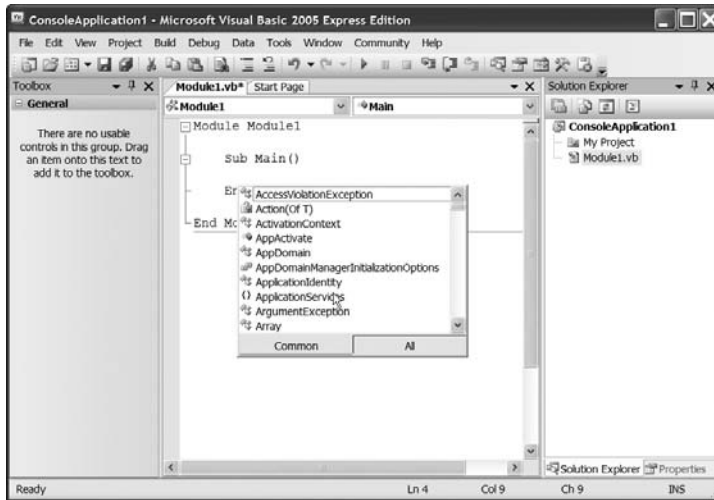 ConsoleApplication1 - Microsoft Visual Basic 2005 Express Edition
File Edit View Project Build Debug Data Tools Window Community Help
Toolbox
General
There are no usable
controls in this group. Drag
an item onto this text to
add it to the toolbox.
Module1.vb* Start Page
Module1 Main
Module Module1
Sub Main()
AccessViolationException
Action(Of T)
ActivationContext
AppActivate
AppDomain
AppDomainManagerInitializationOptions
ApplicationIdentity
ApplicationServices
ArgumentException
Array
Common All
End
Solution Explorer
ConsoleApplication1
My Project
Module1.vb
Solution Explorer Properties
Ready Ln 4 Col 9 Ch 9 INS